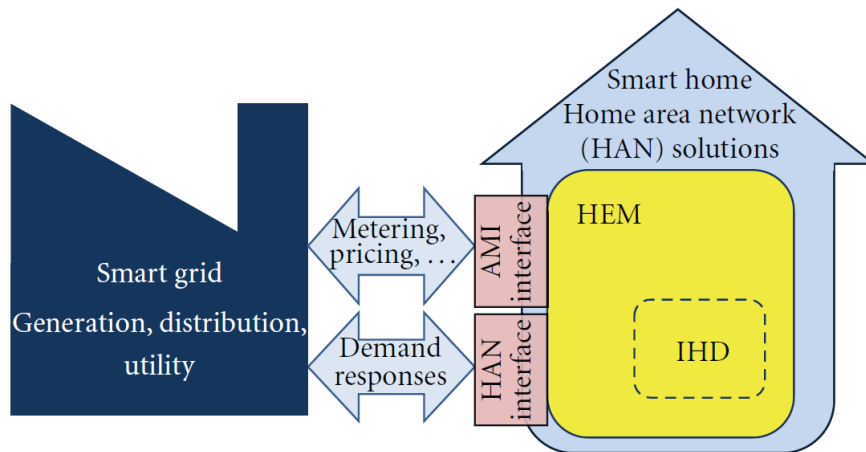 Smart grid
Generation, distribution,
utility
Metering,
pricing, …
Demand
responses
AMI
interface
HAN
interface
Smart home
Home area network
(HAN) solutions
HEM
IHD